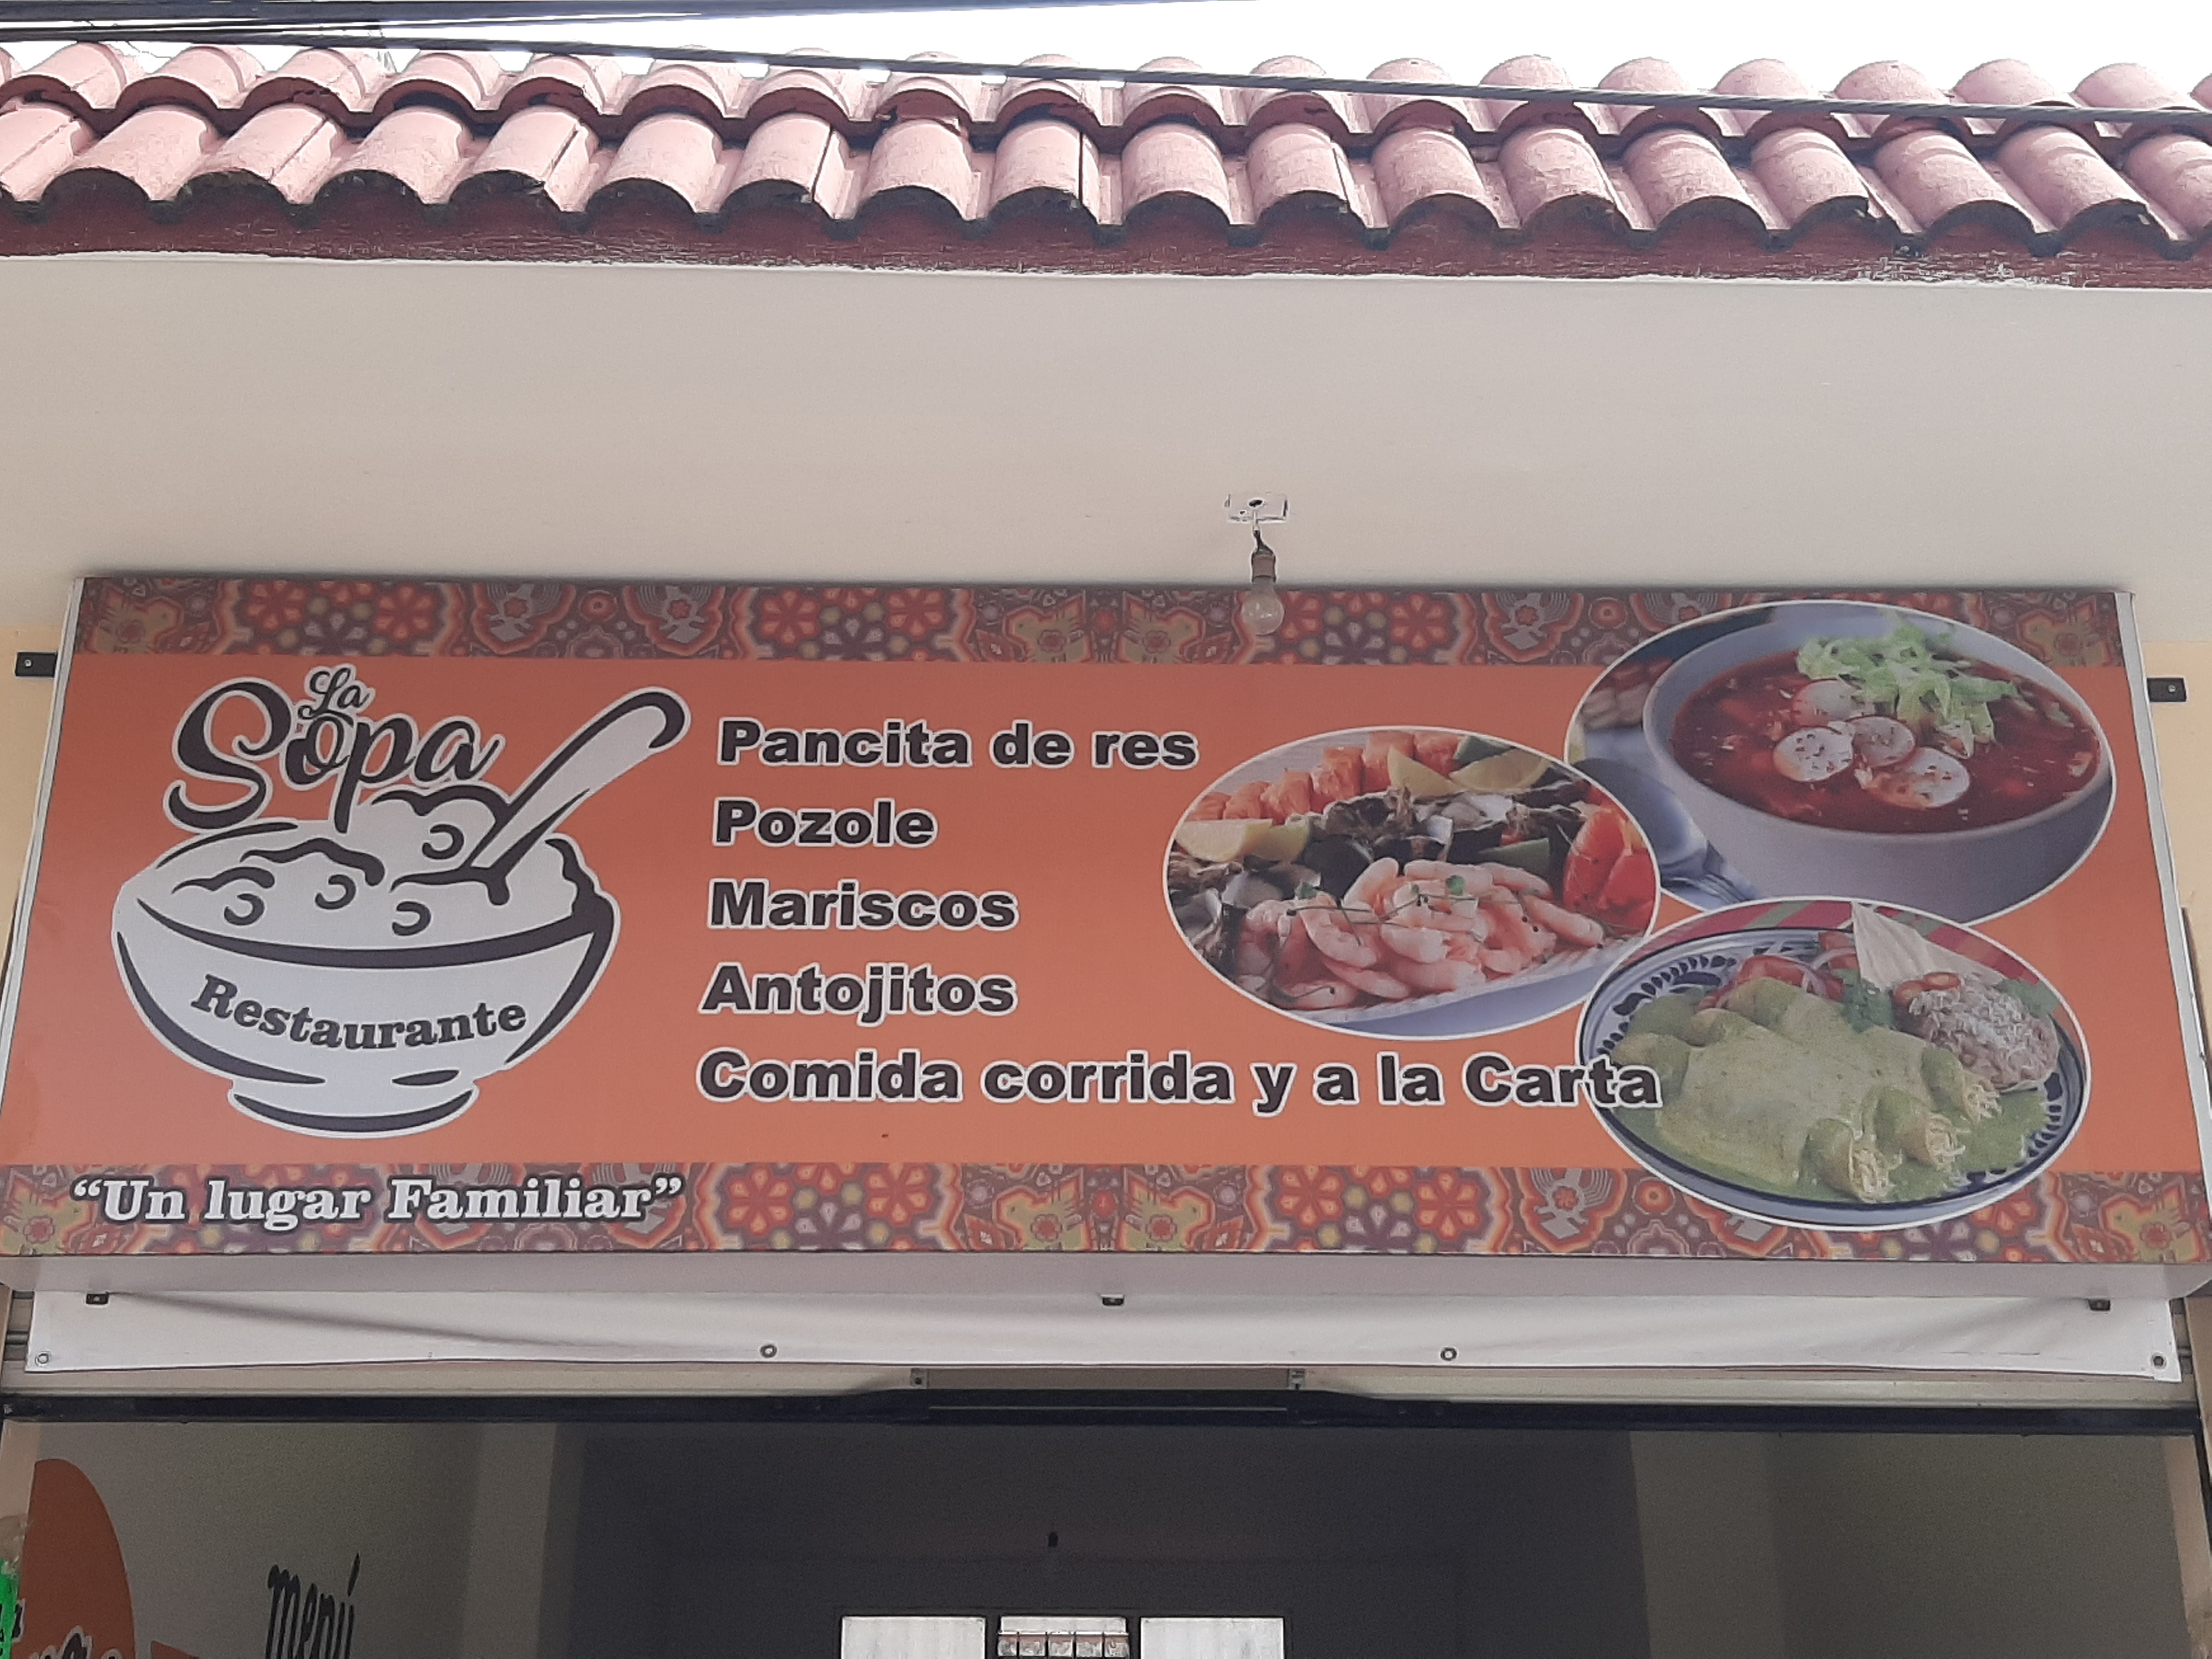 La
Sopa
Restaurante
Pancita de res
Pozole
Mariscos
Antojitos
Comida corrida y a la Carta
“Un lugar Familiar”
menú